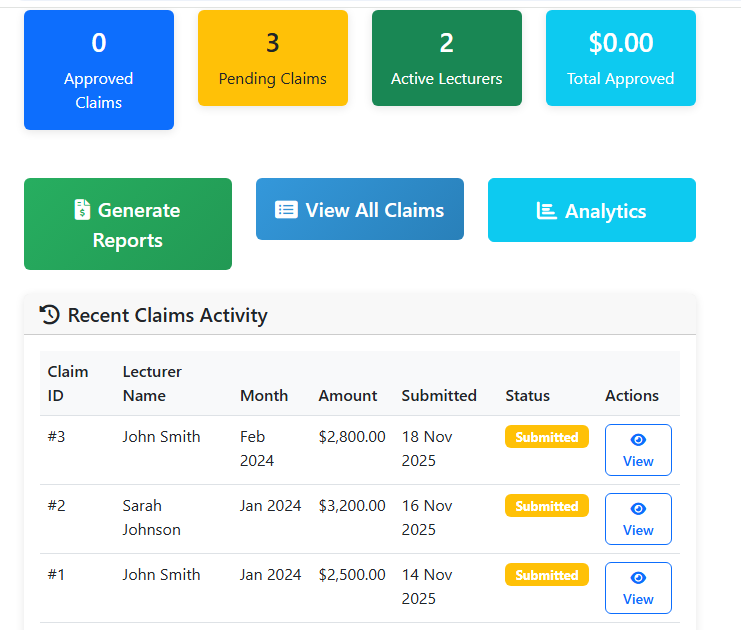 0
Approved
Claims
3
Pending Claims
2
Active Lecturers
$0.00
Total Approved
Generate
Reports
View All Claims
Analytics
Recent Claims Activity
Claim ID Lecturer Name Month Amount Submitted Status Actions
#3 John Smith Feb 2024 $2,800.00 18 Nov 2025 Submitted View
#2 Sarah Johnson Jan 2024 $3,200.00 16 Nov 2025 Submitted View
#1 John Smith Jan 2024 $2,500.00 14 Nov 2025 Submitted View